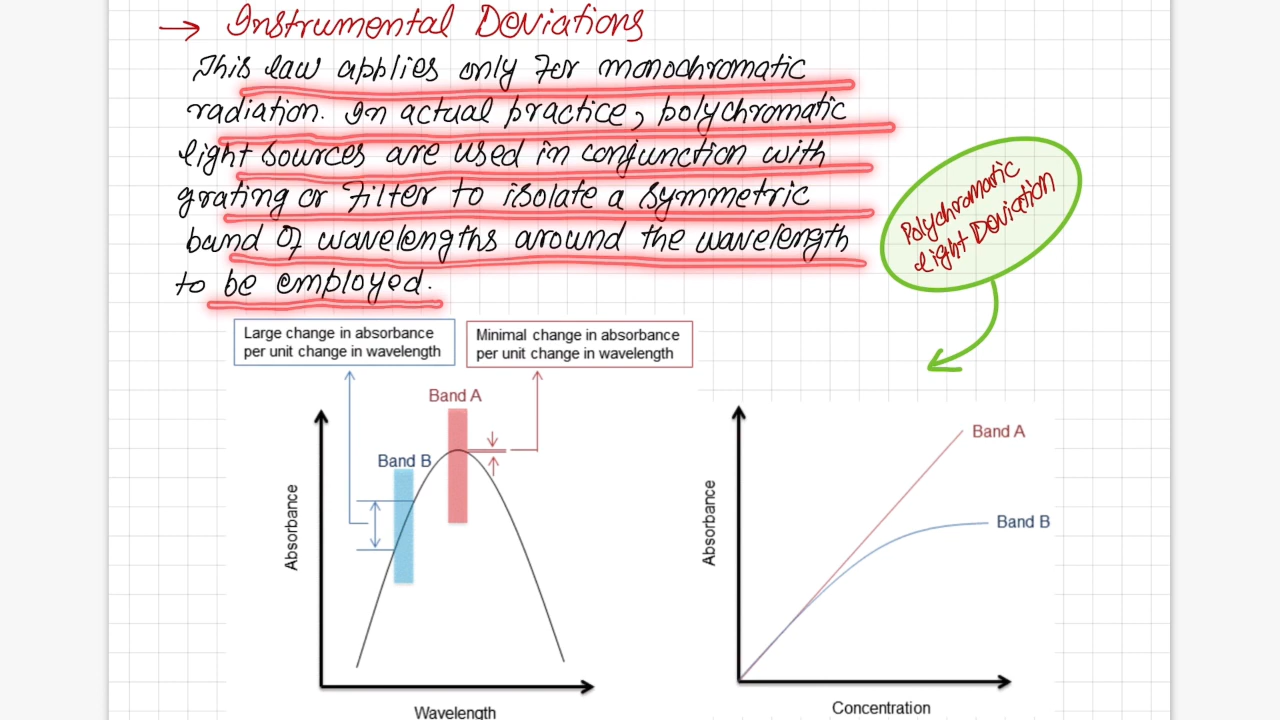 → Instrumental Deviations
This law applies only for monochromatic
radiation. In actual practice, polychromatic
light sources are used in conjunction with
grating or Filter to isolate a symmetric
band of wavelengths around the wavelength
to be employed.
Polychromatic
light Deviation
Large change in absorbance
per unit change in wavelength
Minimal change in absorbance
per unit change in wavelength
Band A
Band B
Absorbance
Wavelength
Band A
Band B
Absorbance
Concentration